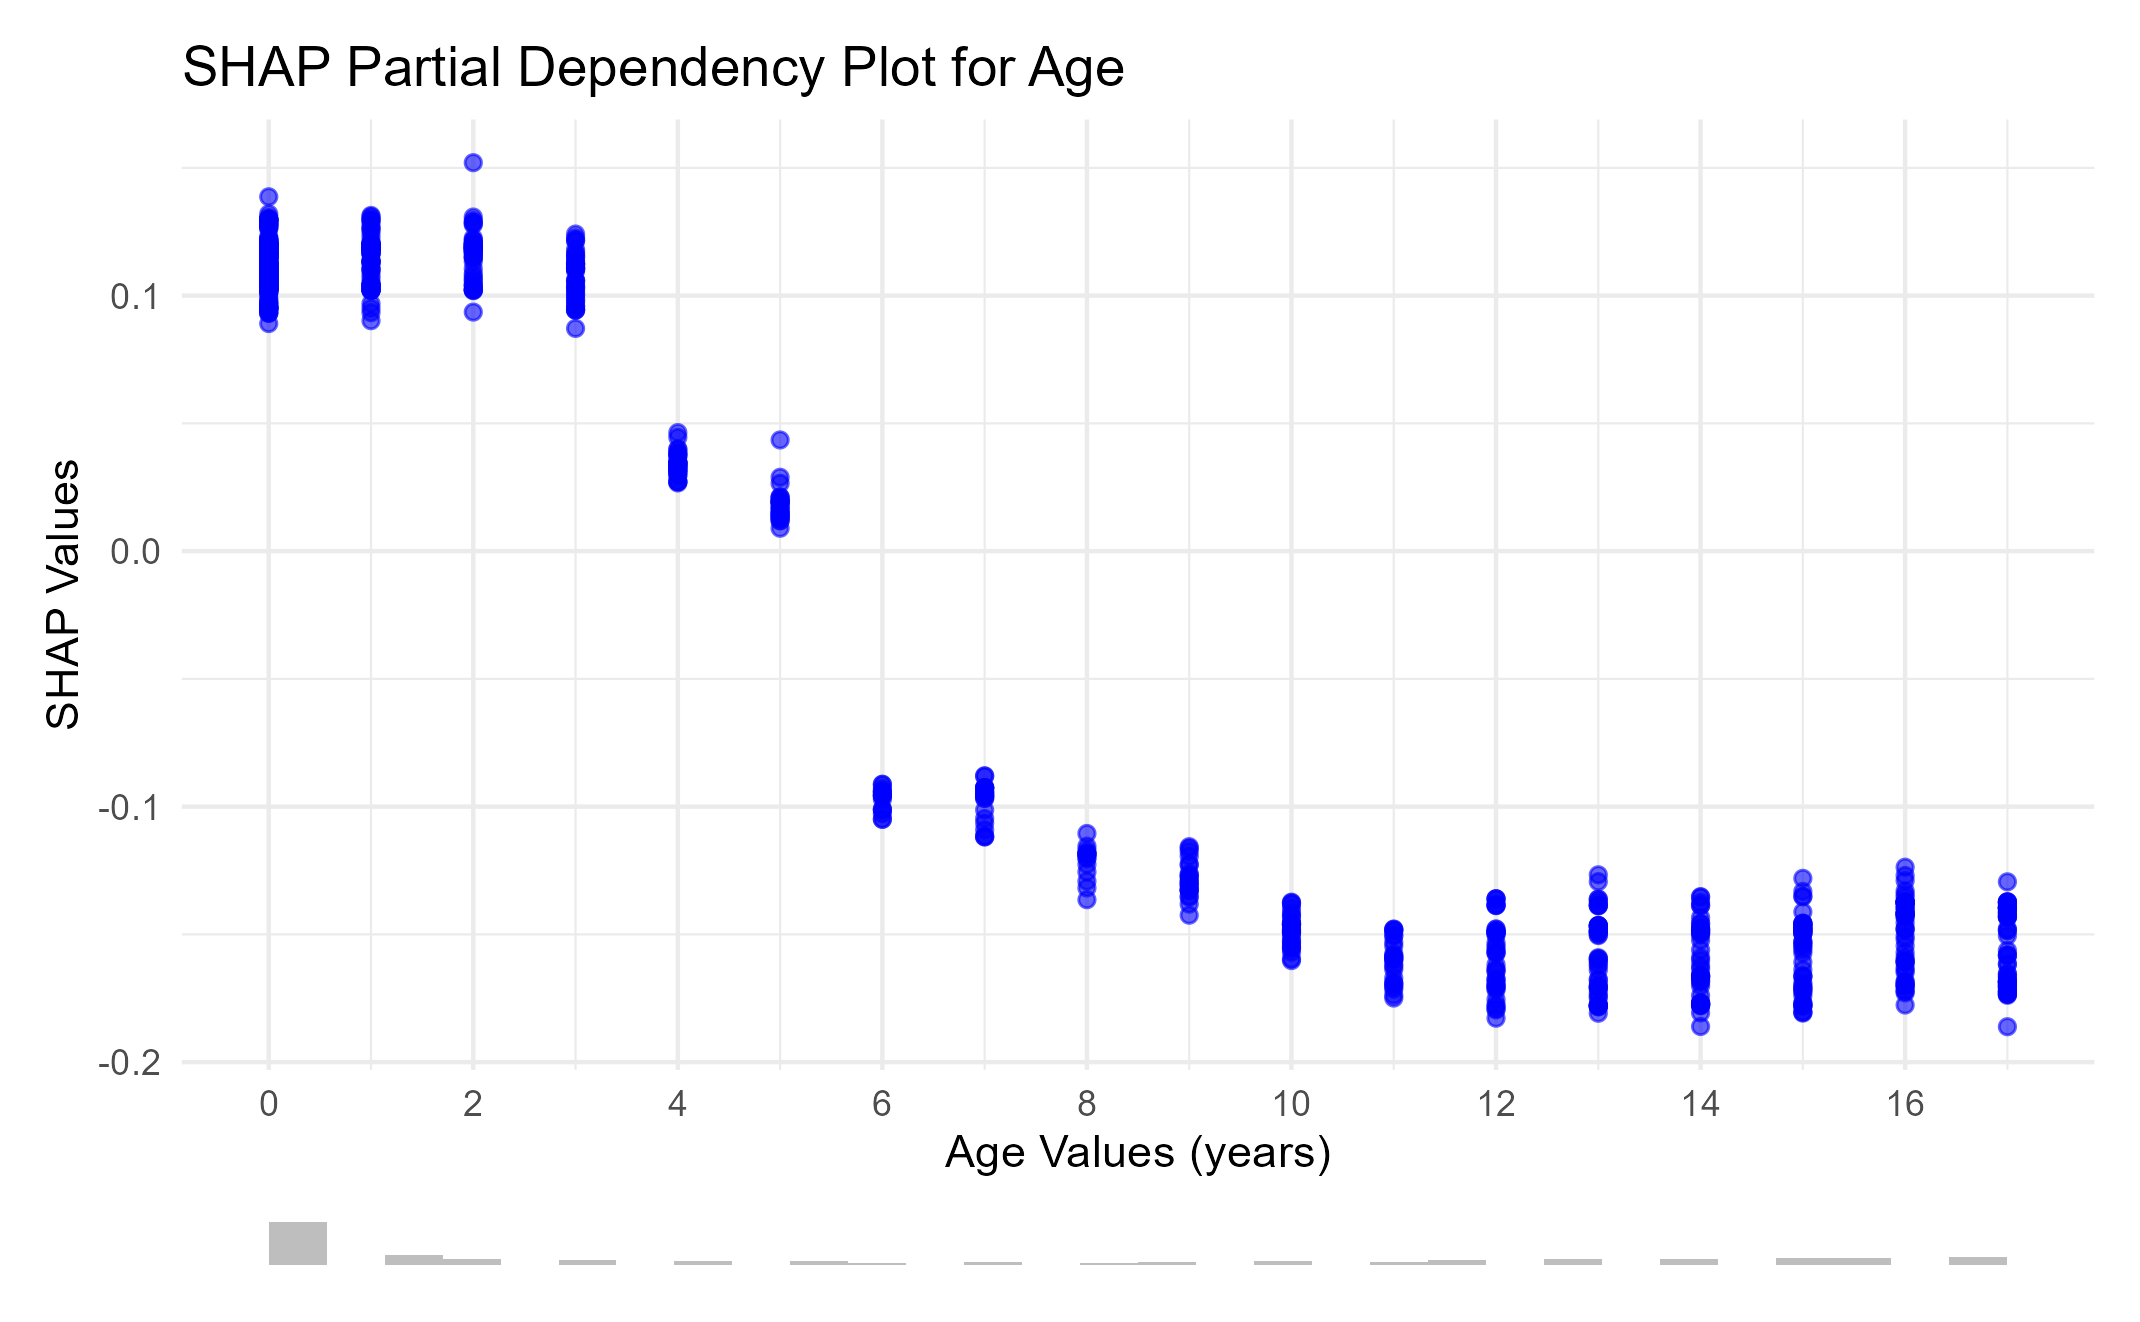 SHAP Partial Dependency Plot for Age
SHAP Values
0.1
0.0
-0.1
-0.2
0 2 4 6 8 10 12 14 16
Age Values (years)